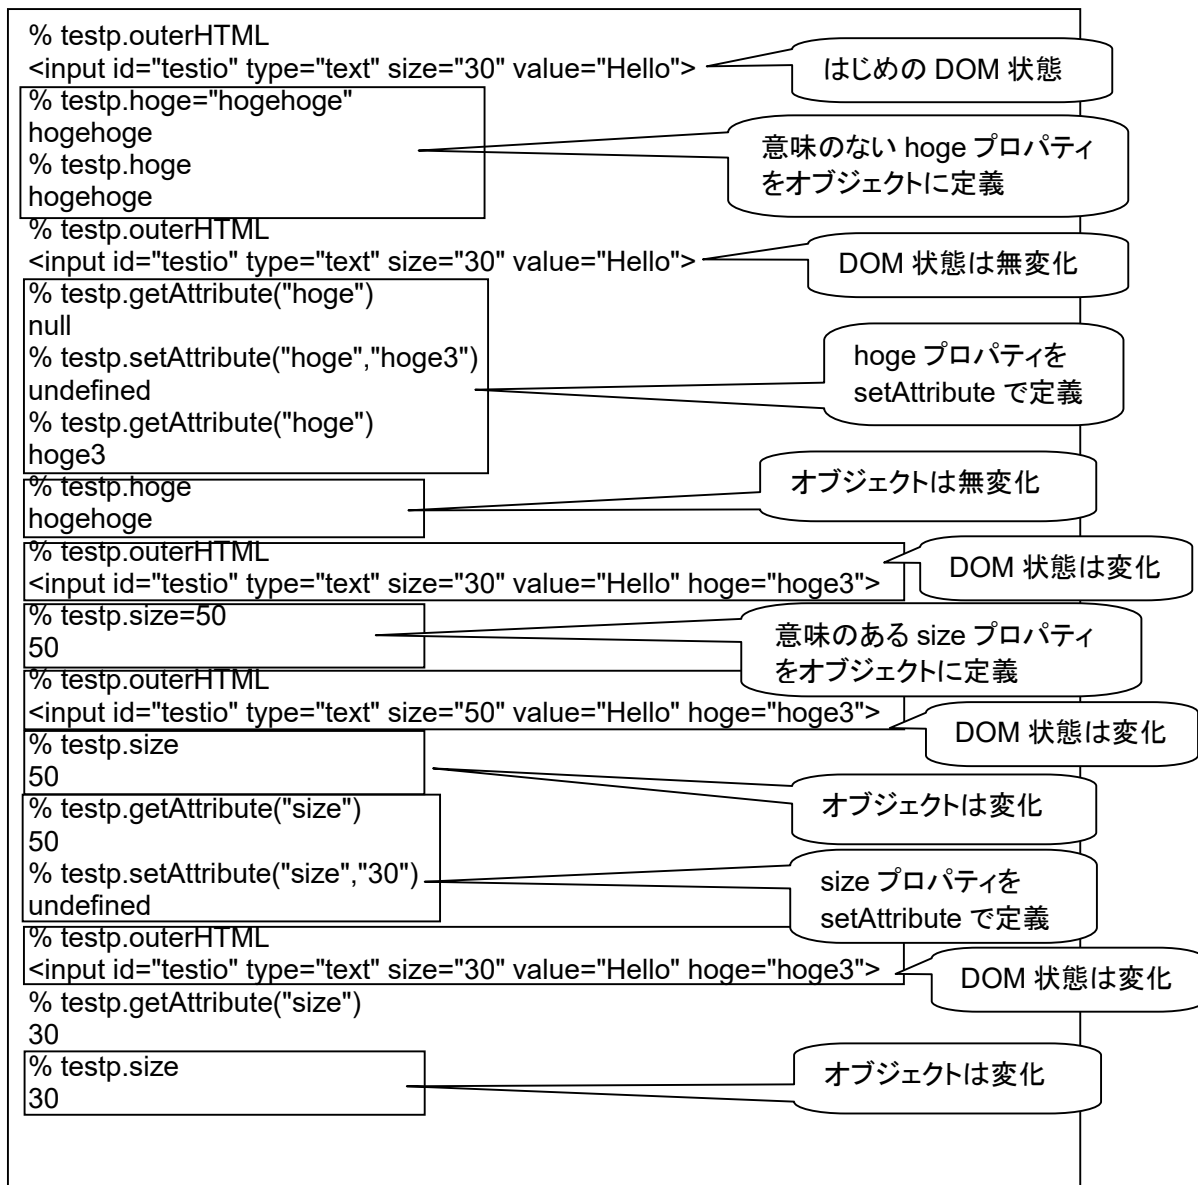 % testp.outerHTML
<input id="testio" type="text" size="30" value="Hello">
はじめの DOM 状態
% testp.hoge="hogehoge"
hogehoge
% testp.hoge
hogehoge
意味のない hoge プロパティ
をオブジェクトに定義
% testp.outerHTML
<input id="testio" type="text" size="30" value="Hello">
DOM 状態は無変化
% testp.getAttribute("hoge")
null
% testp.setAttribute("hoge","hoge3")
undefined
% testp.getAttribute("hoge")
hoge3
hoge プロパティを
setAttribute で定義
% testp.hoge
hogehoge
オブジェクトは無変化
% testp.outerHTML
<input id="testio" type="text" size="30" value="Hello" hoge="hoge3">
DOM 状態は変化
% testp.size=50
50
意味のある size プロパティ
をオブジェクトに定義
% testp.outerHTML
<input id="testio" type="text" size="50" value="Hello" hoge="hoge3">
DOM 状態は変化
% testp.size
50
オブジェクトは変化
% testp.getAttribute("size")
50
% testp.setAttribute("size","30")
undefined
size プロパティを
setAttribute で定義
% testp.outerHTML
<input id="testio" type="text" size="30" value="Hello" hoge="hoge3">
DOM 状態は変化
% testp.getAttribute("size")
30
% testp.size
30
オブジェクトは変化